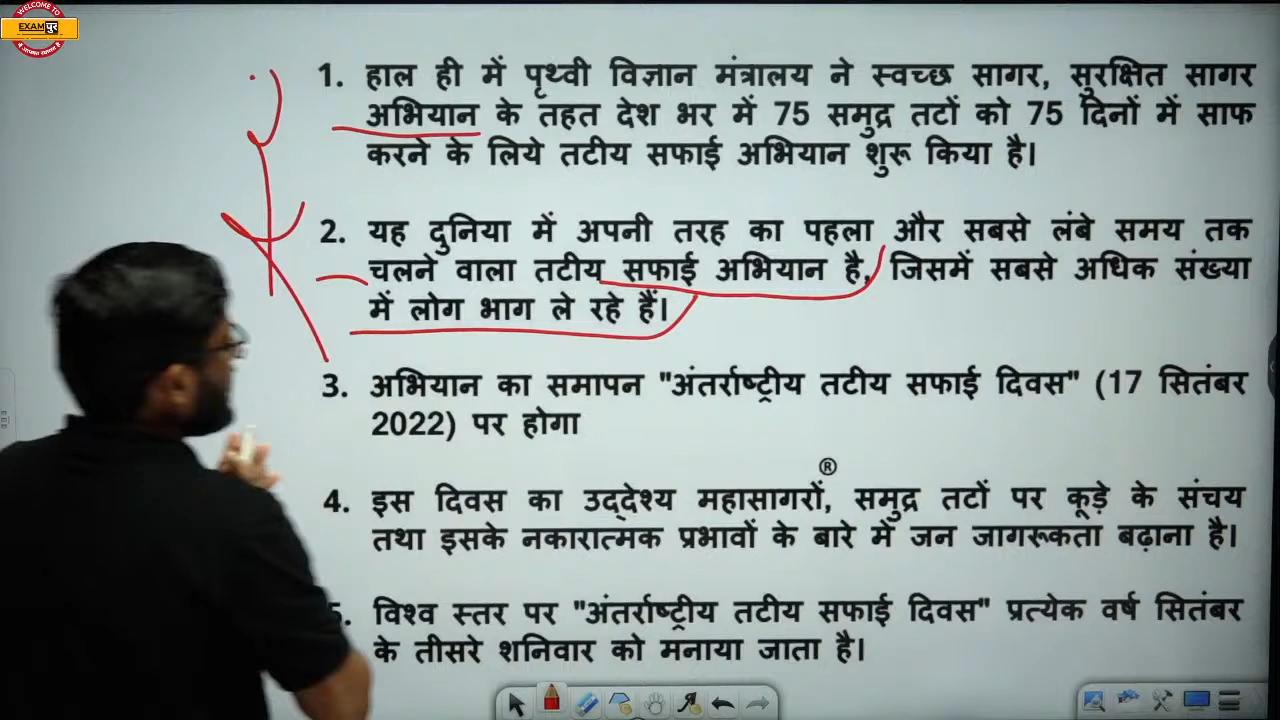 WELCOME TO
EXAMपुर
1. हाल ही में पृथ्वी विज्ञान मंत्रालय ने स्वच्छ सागर, सुरक्षित सागर
अभियान के तहत देश भर में 75 समुद्र तटों को 75 दिनों में साफ
करने के लिये तटीय सफाई अभियान शुरू किया है।
2. यह दुनिया में अपनी तरह का पहला और सबसे लंबे समय तक
चलने वाला तटीय सफाई अभियान है, जिसमें सबसे अधिक संख्या
में लोग भाग ले रहे हैं।
3. अभियान का समापन "अंतर्राष्ट्रीय तटीय सफाई दिवस" (17 सितंबर
2022) पर होगा
®
4. इस दिवस का उद्देश्य महासागरों, समुद्र तटों पर कूड़े के संचय
तथा इसके नकारात्मक प्रभावों के बारे में जन जागरूकता बढ़ाना है।
5. विश्व स्तर पर "अंतर्राष्ट्रीय तटीय सफाई दिवस" प्रत्येक वर्ष सितंबर
के तीसरे शनिवार को मनाया जाता है।